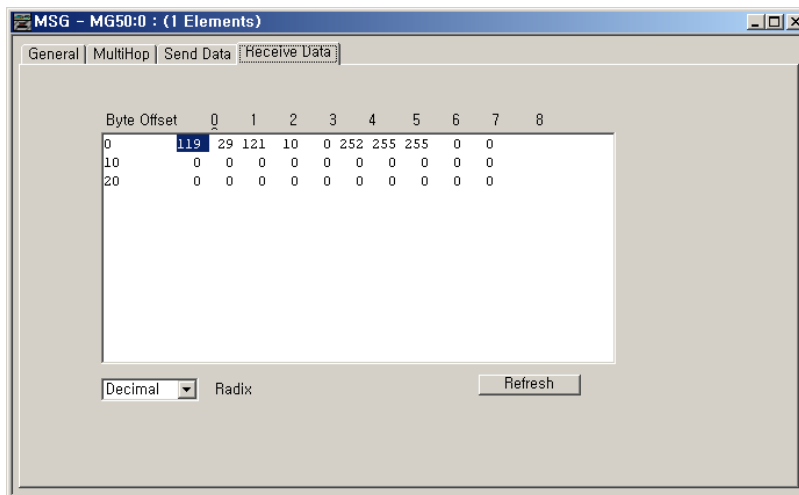 MSG - MG50:0 : (1 Elements)
General MultiHop Send Data Receive Data
Byte Offset 0 1 2 3 4 5 6 7 8
0 119 29 121 10 0 252 255 255 0 0
10 0 0 0 0 0 0 0 0 0 0
20 0 0 0 0 0 0 0 0 0 0
Decimal Radix Refresh